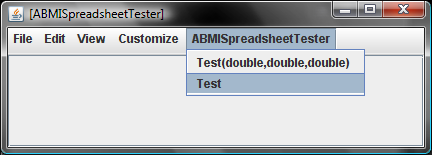 [ABMISpreadsheetTester]
File Edit View Customize ABMISpreadsheetTester
Test(double,double,double)
Test